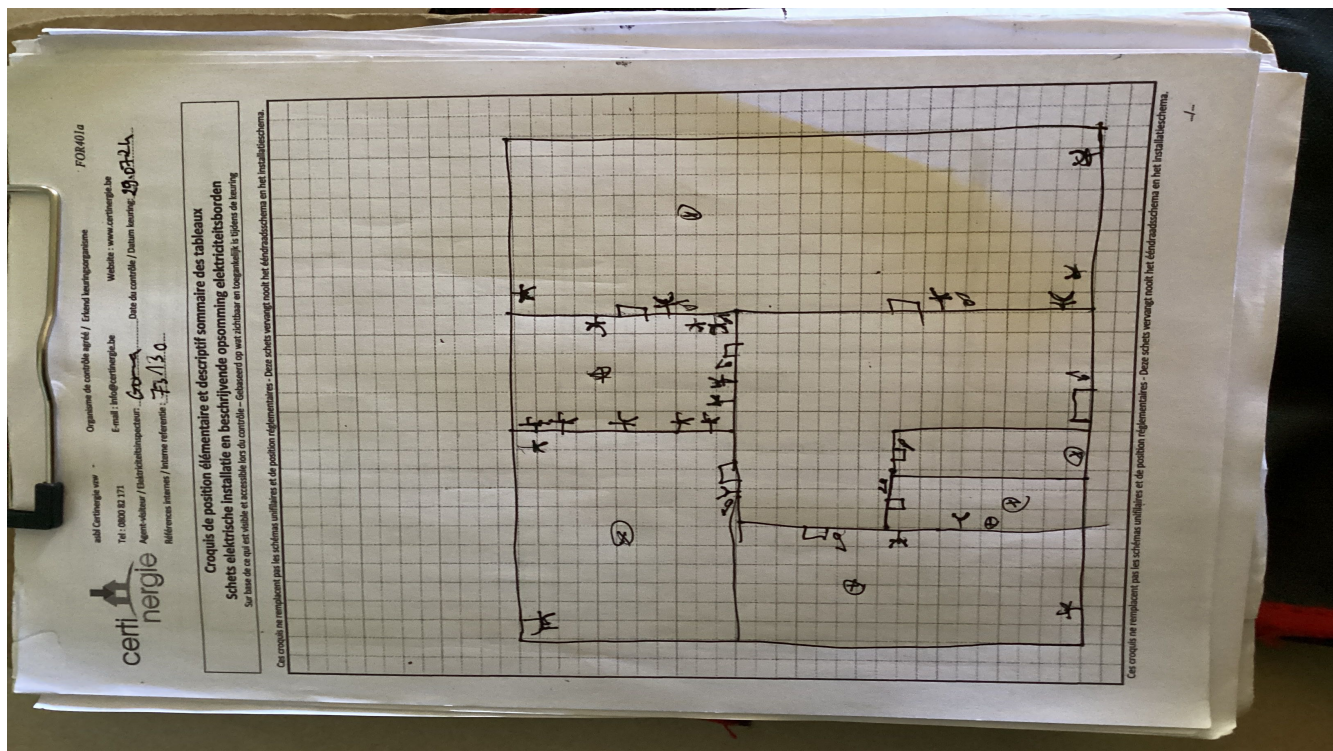 certi
nergie
asbl Certinergie vzw - Organisme de contrôle agréé / Erkend keuringsorganisme FOR401a
Tel : 0800 82 171 E-mail : info@certinergie.be Website : www.certinergie.be
Agent-visiteur / Elektriciteitsinspecteur: Date du contrôle / Datum keuring: 29.07.24
Références internes / Interne referentie :
Croquis de position élémentaire et descriptif sommaire des tableaux
Schets elektrische installatie en beschrijvende opsomming elektriciteitsborden
Sur base de ce qui est visible et accessible lors du contrôle – Gebaseerd op wat zichtbaar en toegankelijk is tijdens de keuring
Ces croquis ne remplacent pas les schémas unifilaires et de position réglementaires - Deze schets vervangt nooit het ééndraadsschema en het installatieschema.
Ces croquis ne remplacent pas les schémas unifilaires et de position réglementaires - Deze schets vervangt nooit het ééndraadsschema en het installatieschema.